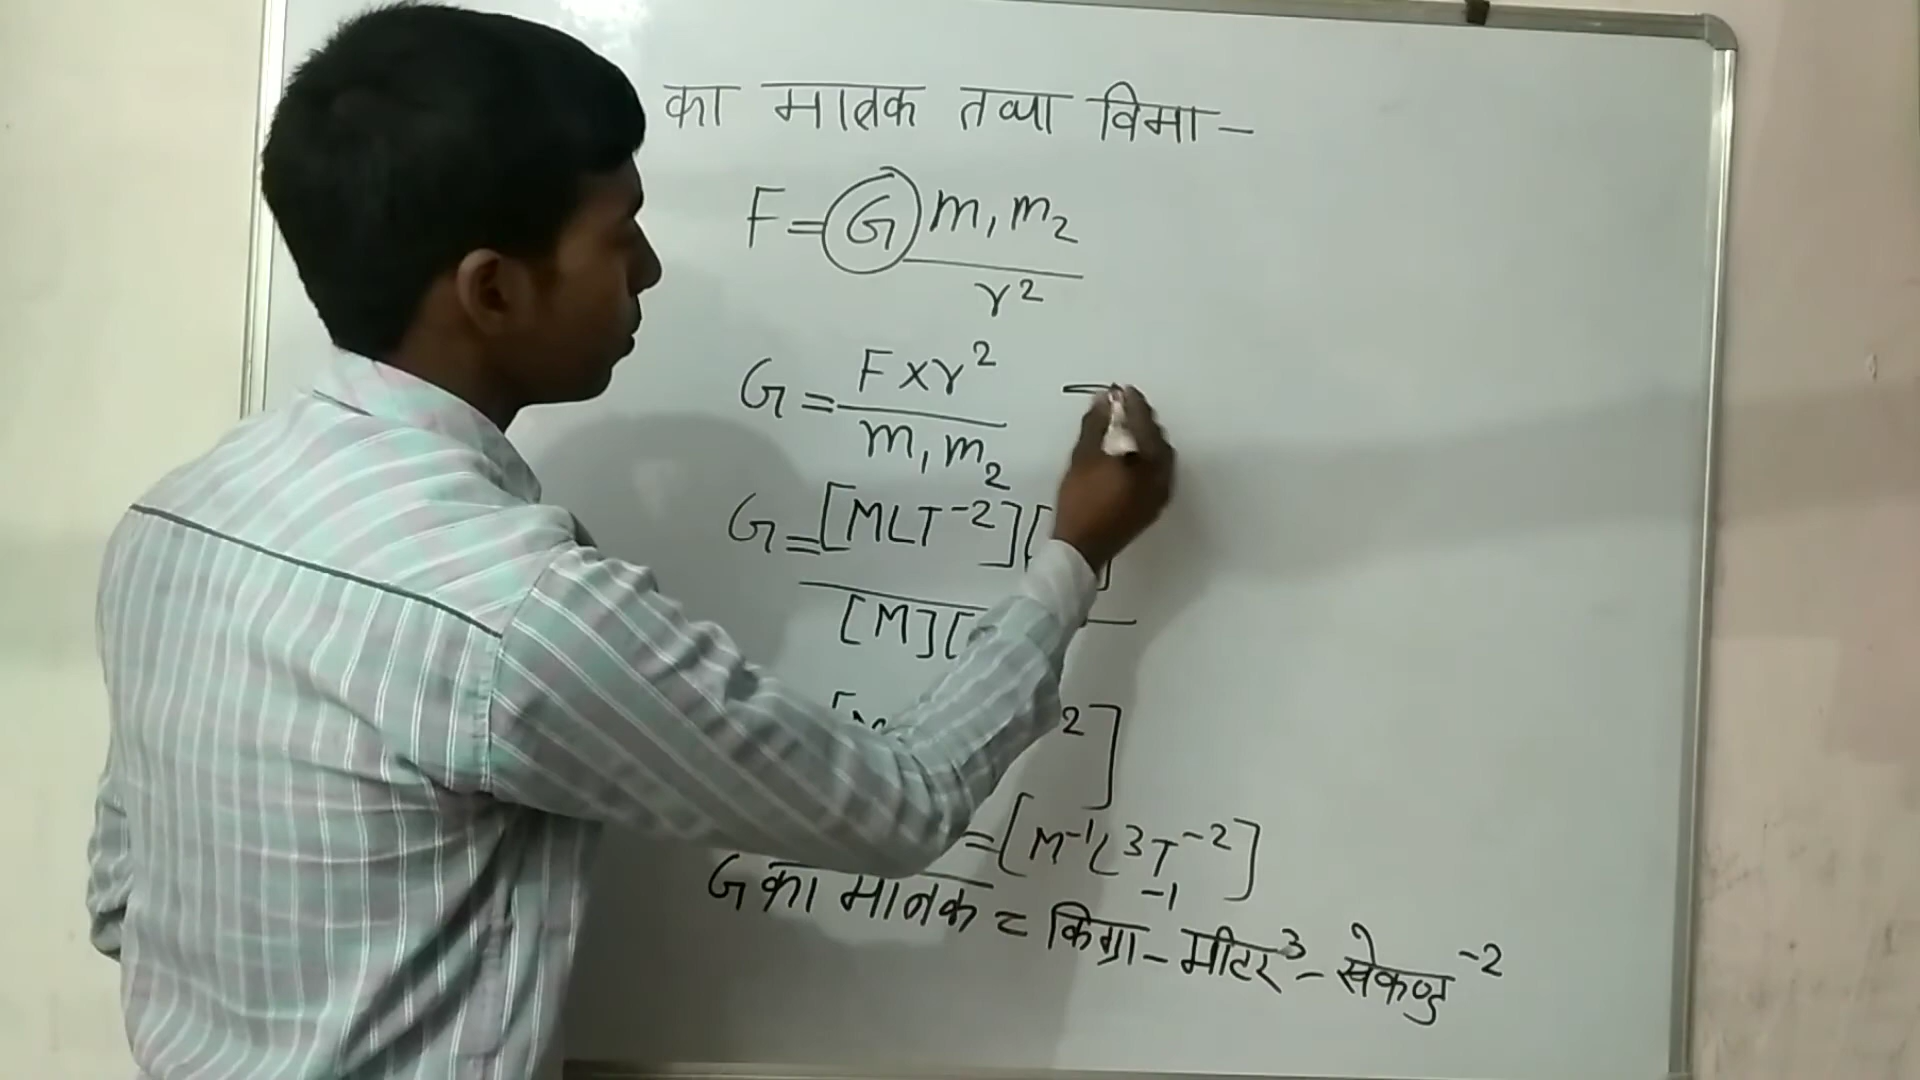 का मात्रक तथा विमा -
F = G m₁m₂ / r²
G = F × r² / m₁m₂
G = [MLT⁻²][ ] / [M][
[ ²]
= [M⁻¹L³T⁻²]
G का मानक = किग्रा⁻¹ - मीटर³ - सेकण्ड⁻²